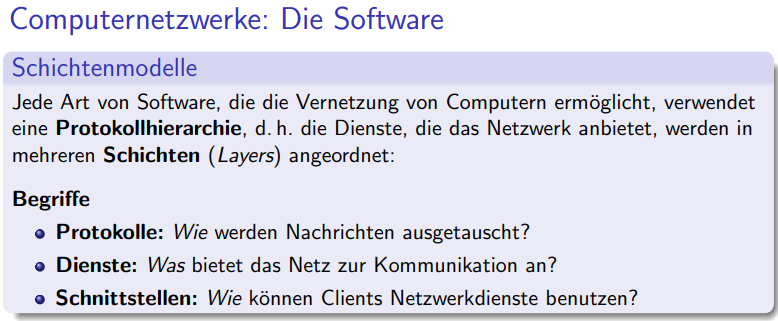 Computernetzwerke: Die Software
Schichtenmodelle
Jede Art von Software, die die Vernetzung von Computern ermöglicht, verwendet
eine Protokollhierarchie, d. h. die Dienste, die das Netzwerk anbietet, werden in
mehreren Schichten (Layers) angeordnet:
Begriffe
Protokolle: Wie werden Nachrichten ausgetauscht?
Dienste: Was bietet das Netz zur Kommunikation an?
Schnittstellen: Wie können Clients Netzwerkdienste benutzen?